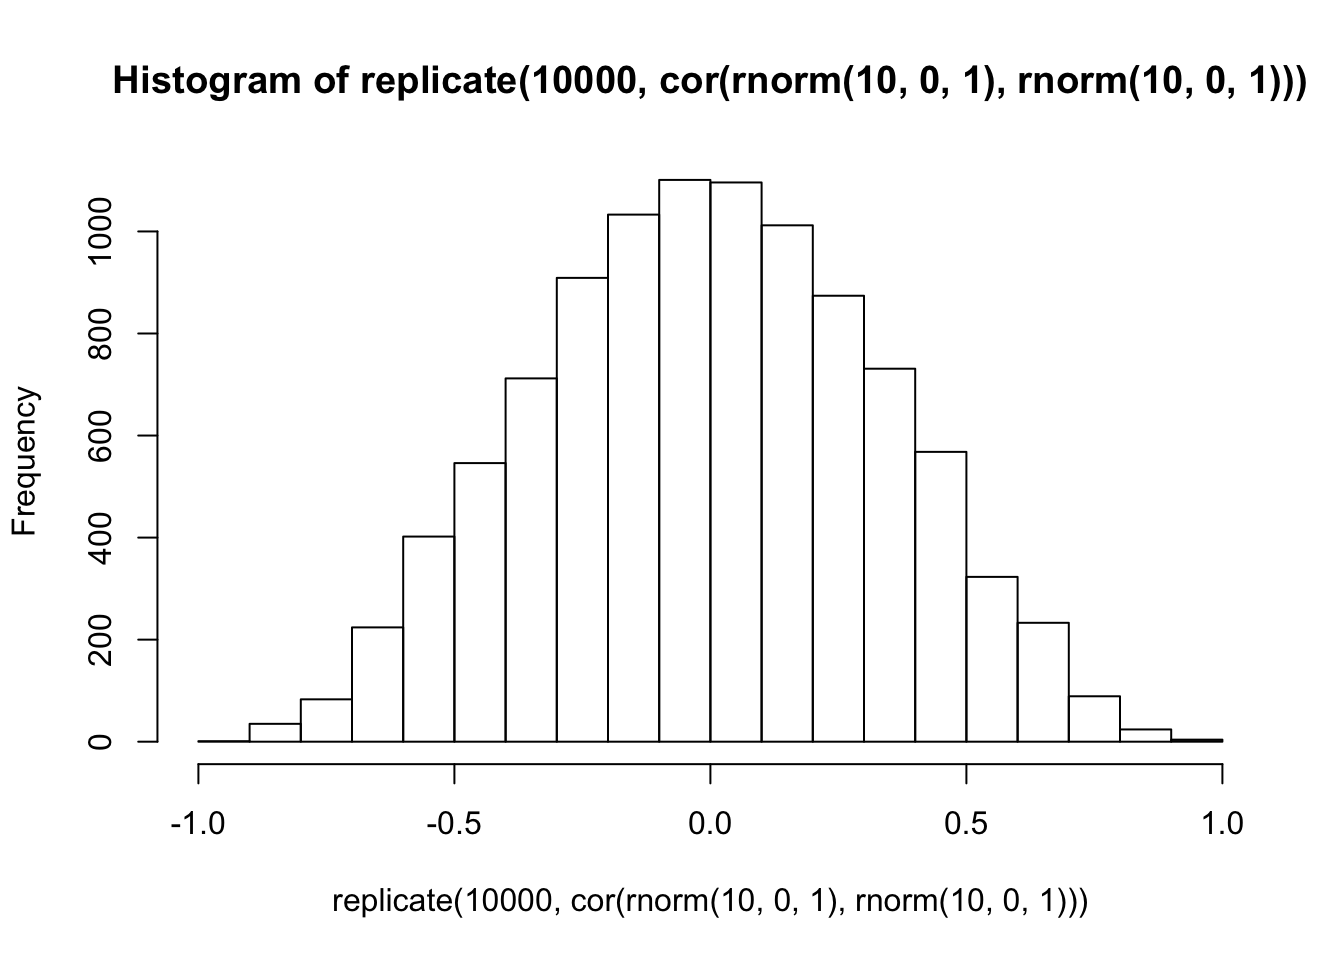 Histogram of replicate(10000, cor(rnorm(10, 0, 1), rnorm(10, 0, 1)))
Frequency
1000
800
600
400
200
0
-1.0 -0.5 0.0 0.5 1.0
replicate(10000, cor(rnorm(10, 0, 1), rnorm(10, 0, 1)))